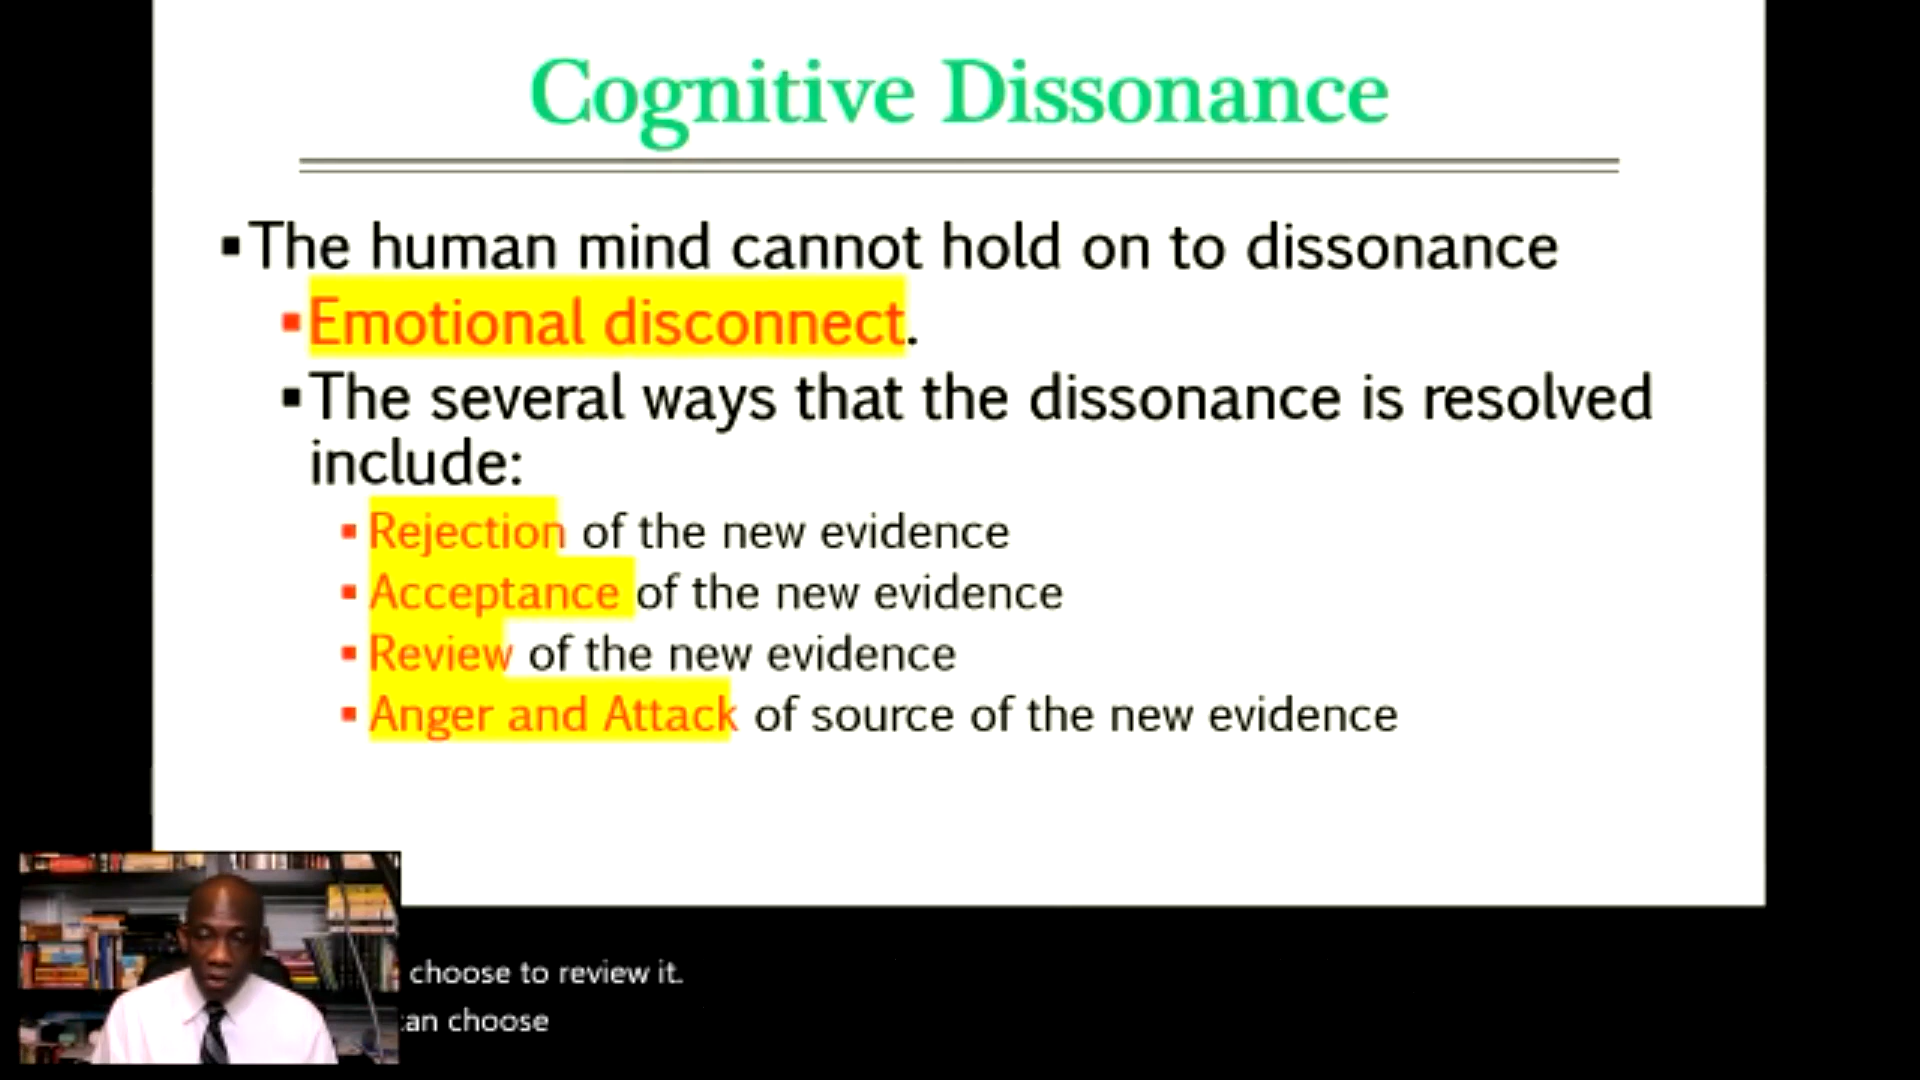 Cognitive Dissonance
▪The human mind cannot hold on to dissonance
▪Emotional disconnect.
▪The several ways that the dissonance is resolved
include:
▪Rejection of the new evidence
▪Acceptance of the new evidence
▪Review of the new evidence
▪Anger and Attack of source of the new evidence
choose to review it.
can choose